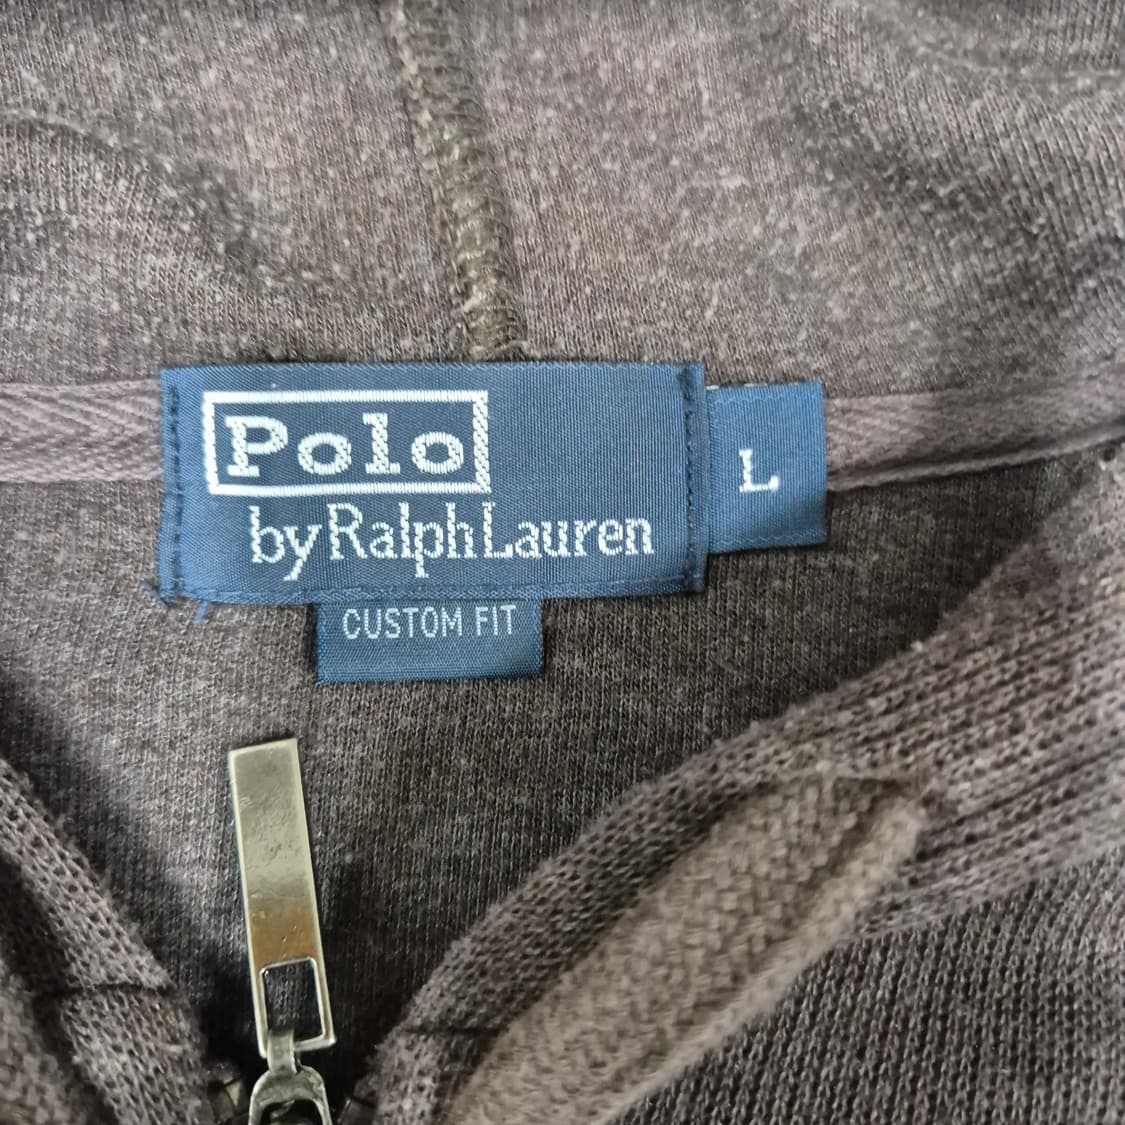 Polo
by Ralph Lauren
L
CUSTOM FIT